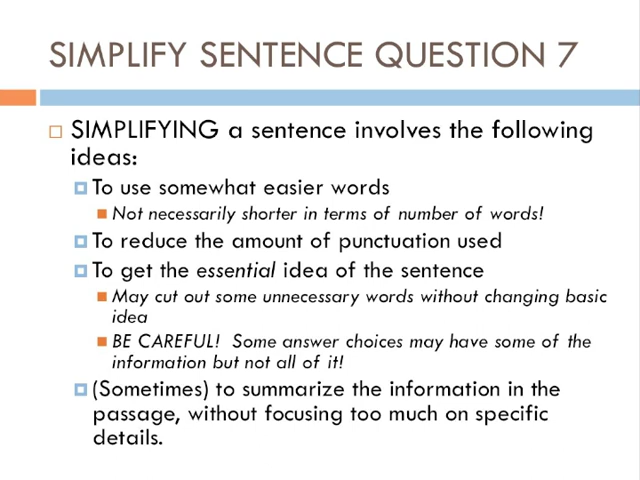 SIMPLIFY SENTENCE QUESTION 7
SIMPLIFYING a sentence involves the following
ideas:
To use somewhat easier words
Not necessarily shorter in terms of number of words!
To reduce the amount of punctuation used
To get the essential idea of the sentence
May cut out some unnecessary words without changing basic
idea
BE CAREFUL! Some answer choices may have some of the
information but not all of it!
(Sometimes) to summarize the information in the
passage, without focusing too much on specific
details.